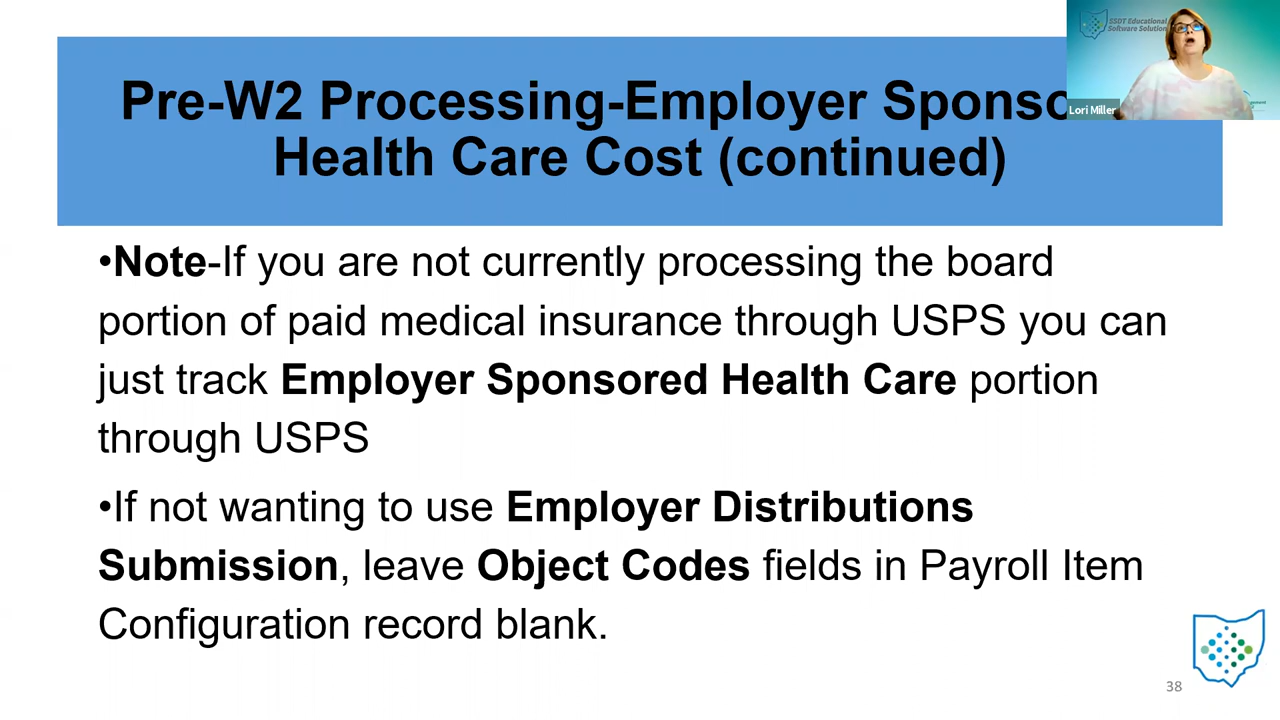 SSDT Educational
Software Solution
Lori Miller
Pre-W2 Processing-Employer Sponso
Health Care Cost (continued)
•Note-If you are not currently processing the board
portion of paid medical insurance through USPS you can
just track Employer Sponsored Health Care portion
through USPS
•If not wanting to use Employer Distributions
Submission, leave Object Codes fields in Payroll Item
Configuration record blank.
38